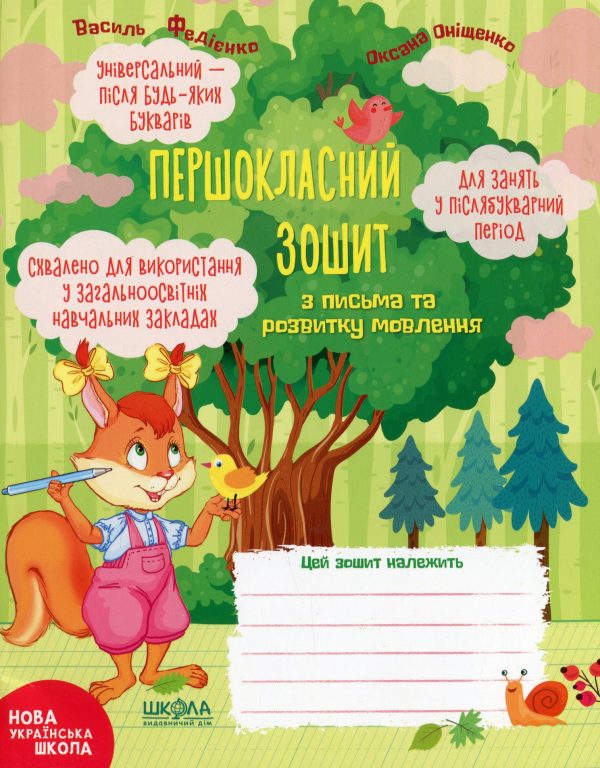 Василь Федієнко
Оксана Оніщенко
Універсальний —
після будь-яких
букварів
ПЕРШОКЛАСНИЙ
ЗОШИТ
з письма та
розвитку мовлення
Для занять
у післябукварний
період
Схвалено для використання
у загальноосвітніх
навчальних закладах
Цей зошит належить
НОВА
УКРАЇНСЬКА
ШКОЛА
ШКОЛА
видавничий дім